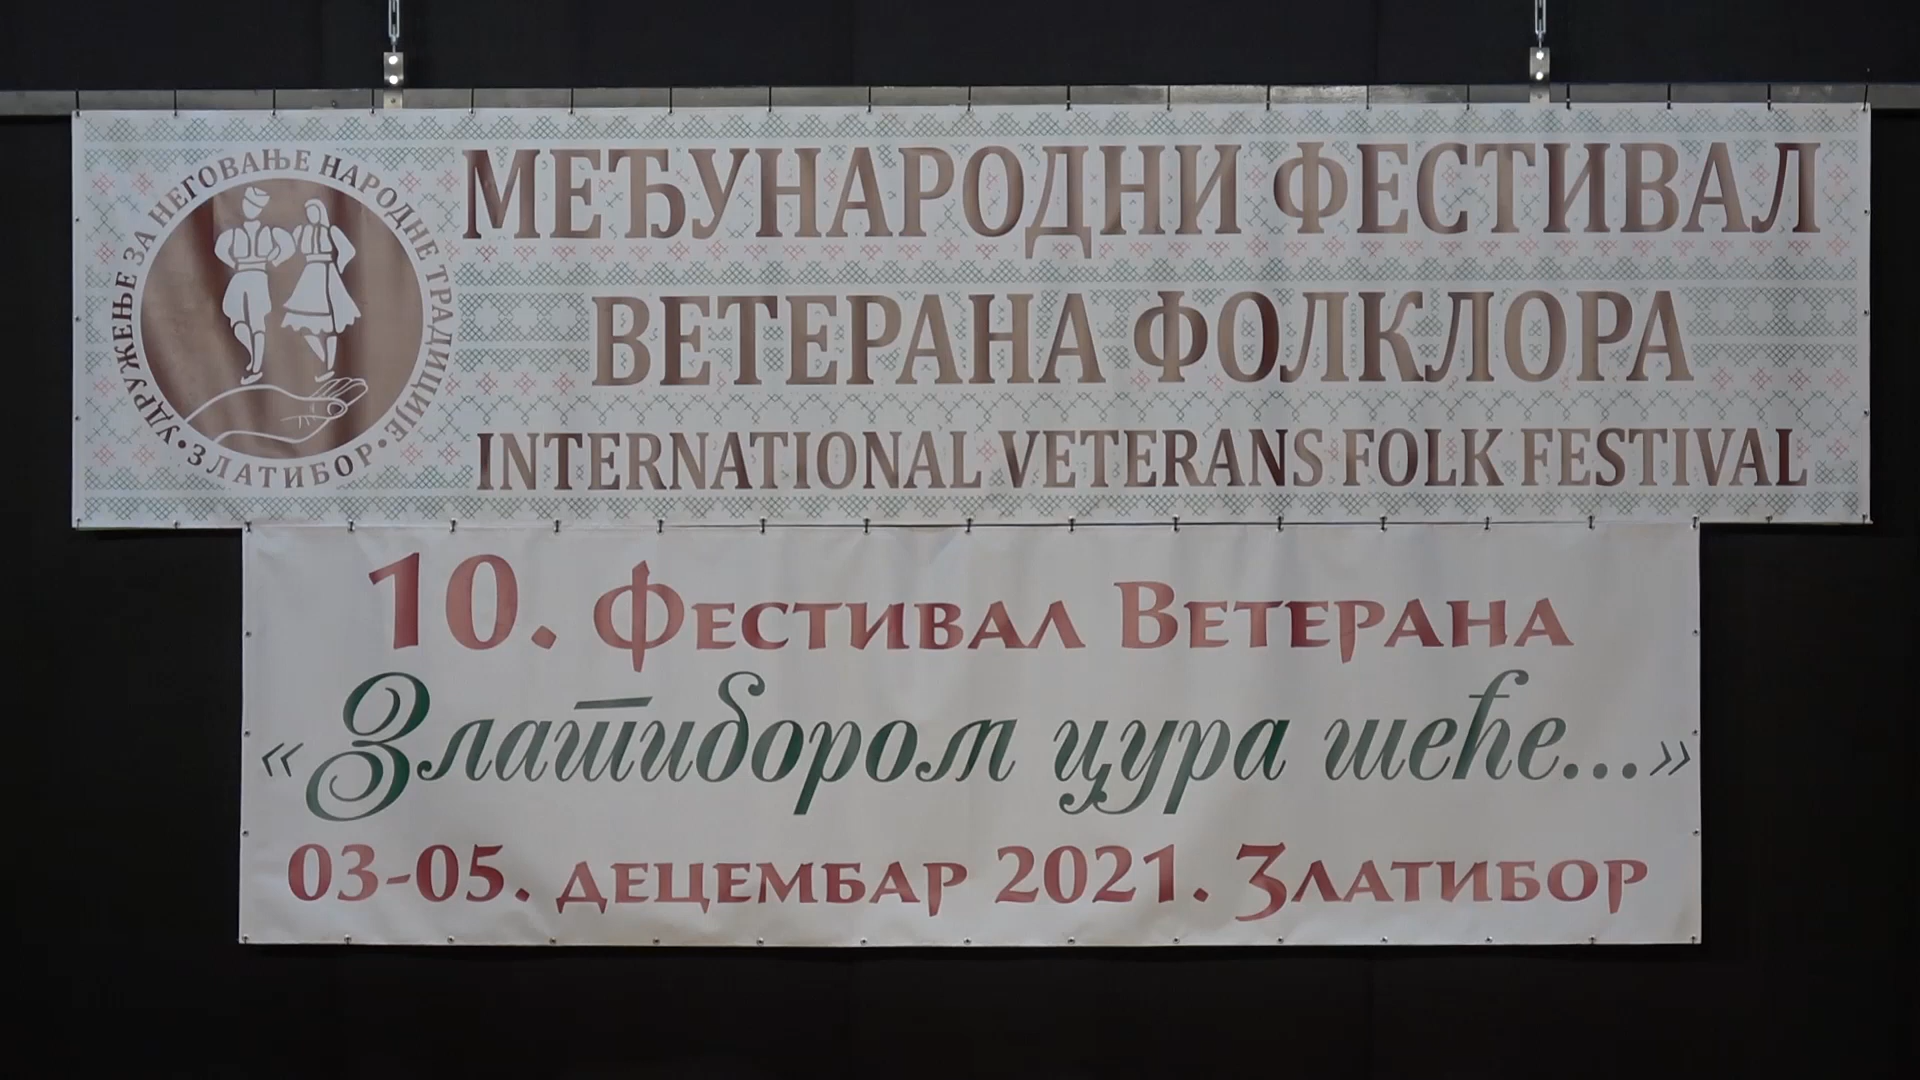 УДРУЖЕЊЕ ЗА НЕГОВАЊЕ НАРОДНЕ ТРАДИЦИЈЕ
• ЗЛАТИБОР •
МЕЂУНАРОДНИ ФЕСТИВАЛ
ВЕТЕРАНА ФОЛКЛОРА
INTERNATIONAL VETERANS FOLK FESTIVAL
10. Фестивал Ветерана
«Златибором цура шеће...»
03-05. децембар 2021. Златибор